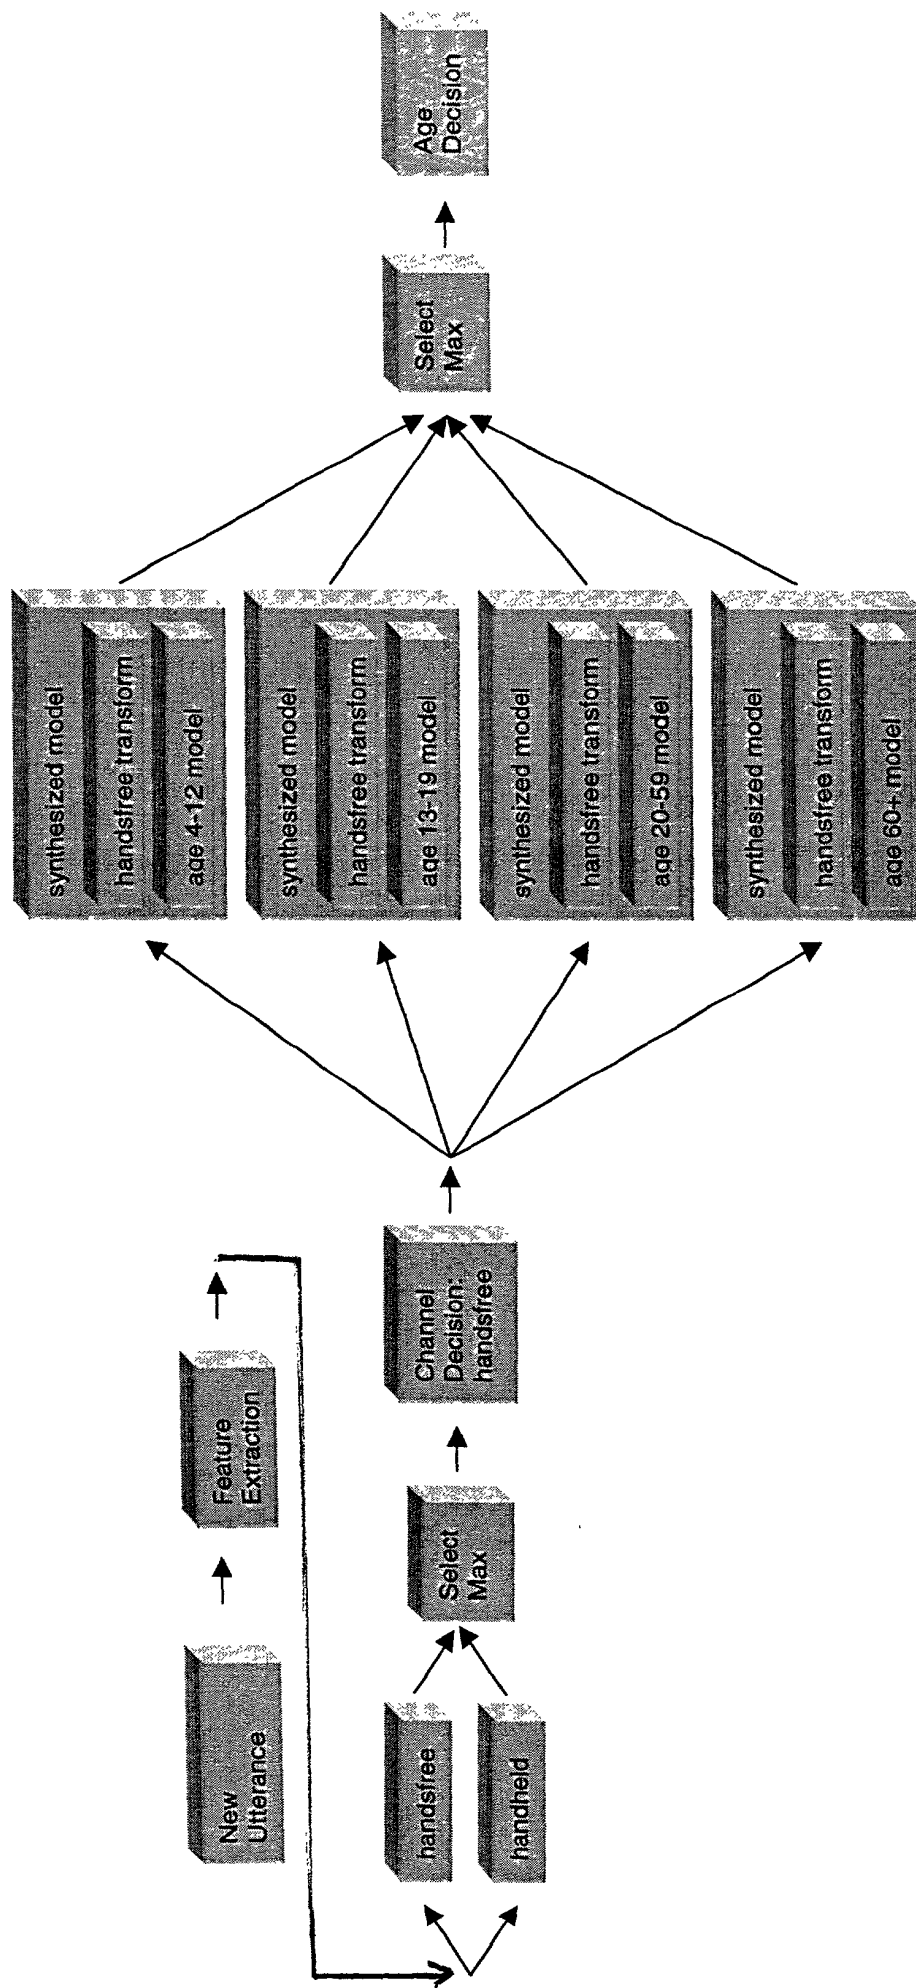 New
Utterance
Feature
Extraction
handsfree
handheld
Select
Max
Channel
Decision:
handsfree
synthesized model
handsfree transform
age 4-12 model
synthesized model
handsfree transform
age 13-19 model
synthesized model
handsfree transform
age 20-59 model
synthesized model
handsfree transform
age 60+ model
Select
Max
Age
Decision